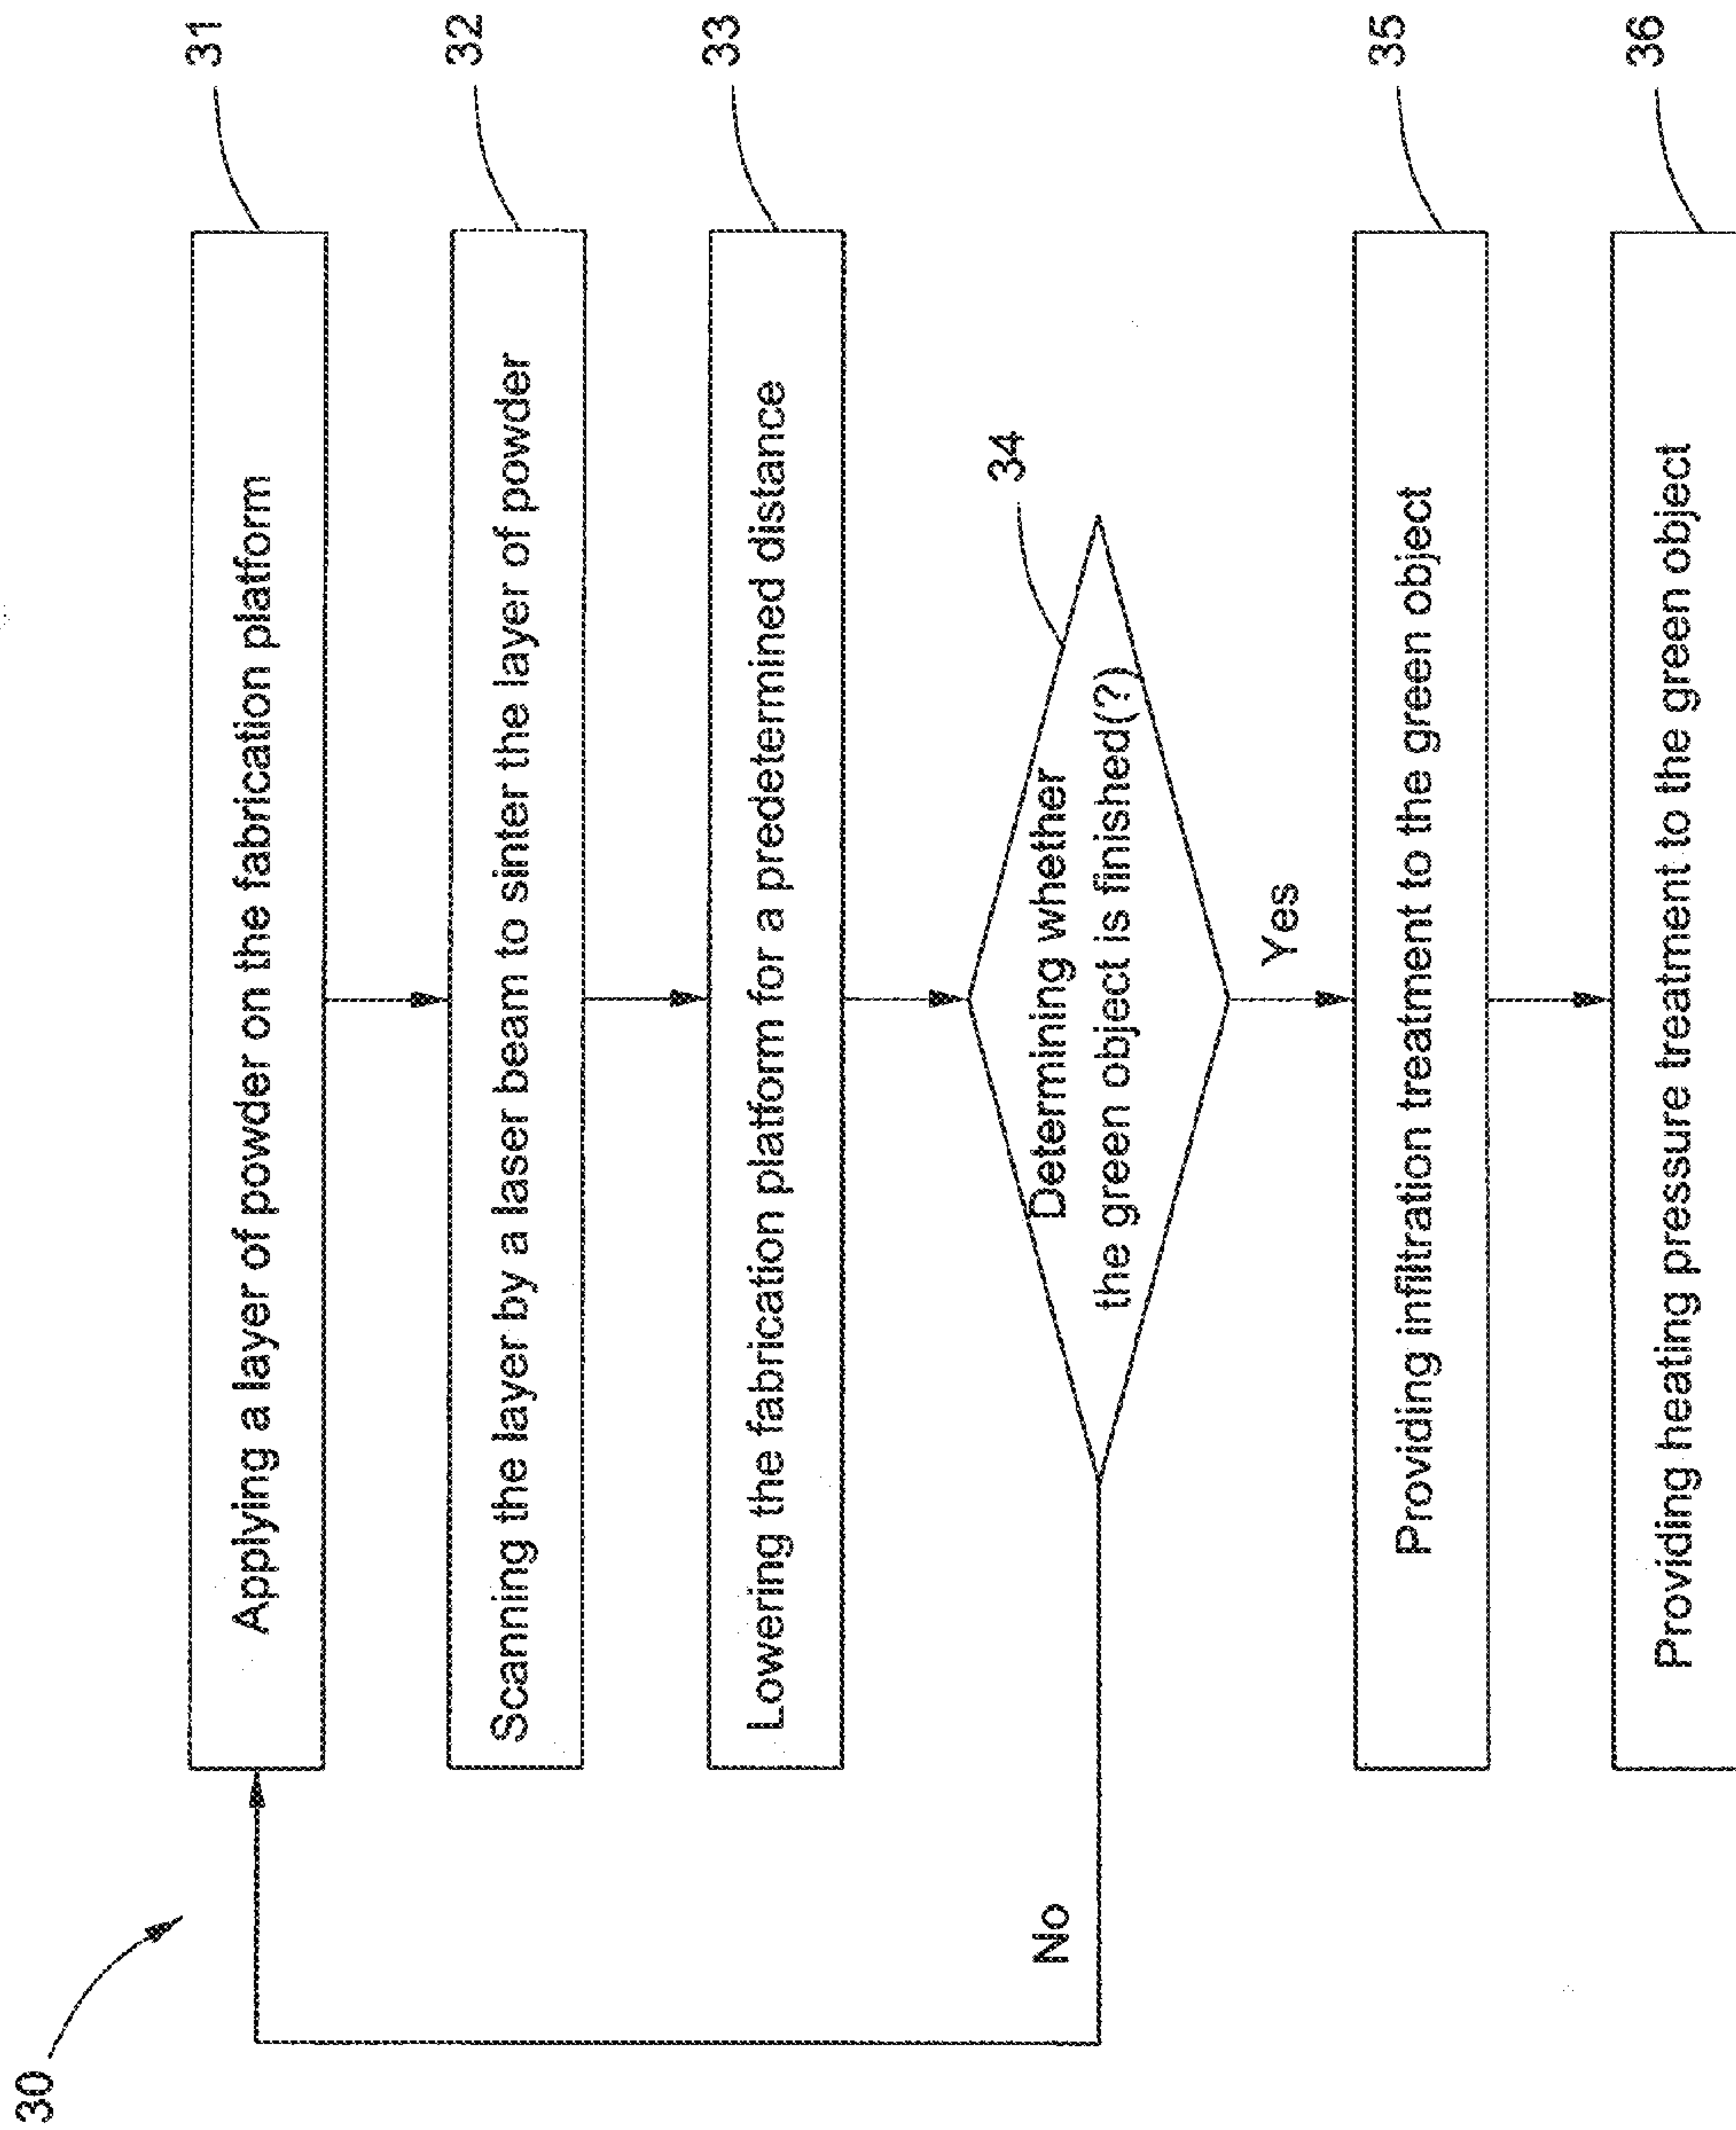 30
31
Applying a layer of powder on the fabrication platform
32
Scanning the layer by a laser beam to sinter the layer of powder
33
Lowering the fabrication platform for a predetermined distance
34
Determining whether
the green object is finished(?)
No
Yes
35
Providing infiltration treatment to the green object
36
Providing heating pressure treatment to the green object